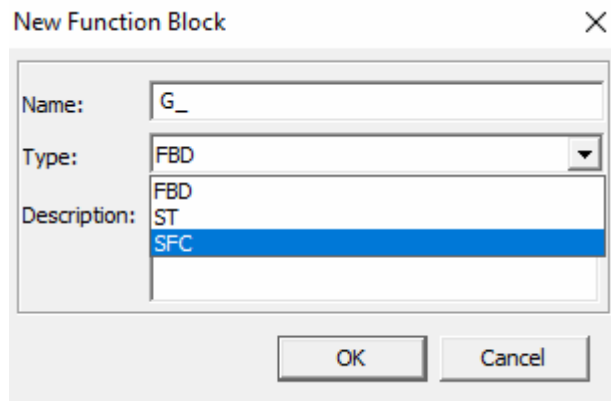 New Function Block
Name: G_
Type: FBD
FBD
Description: ST
SFC
OK Cancel